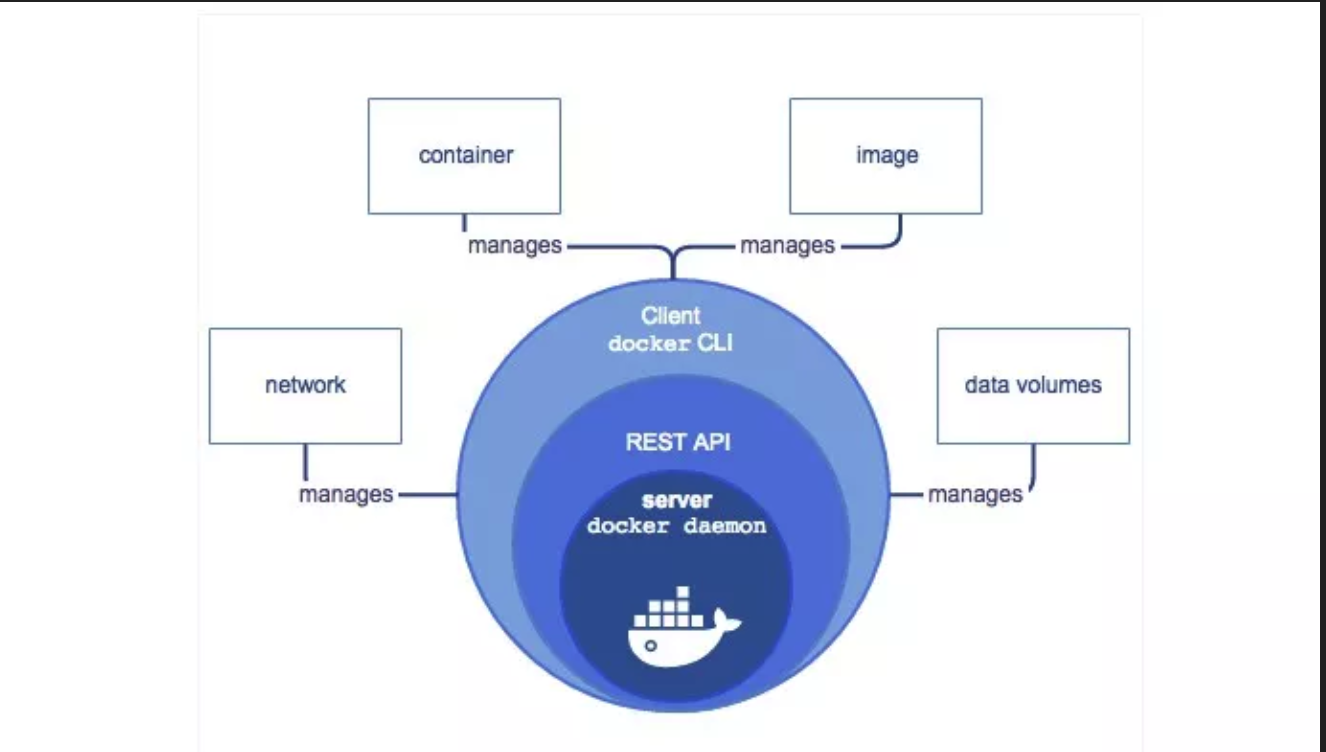 container
image
manages
manages
Client
docker CLI
network
data volumes
REST API
manages
server
docker daemon
manages